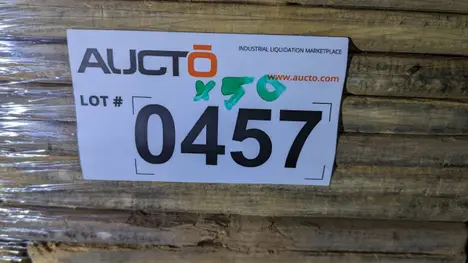 AUCTŌ
INDUSTRIAL LIQUIDATION MARKETPLACE
www.aucto.com
x50
LOT #
0457